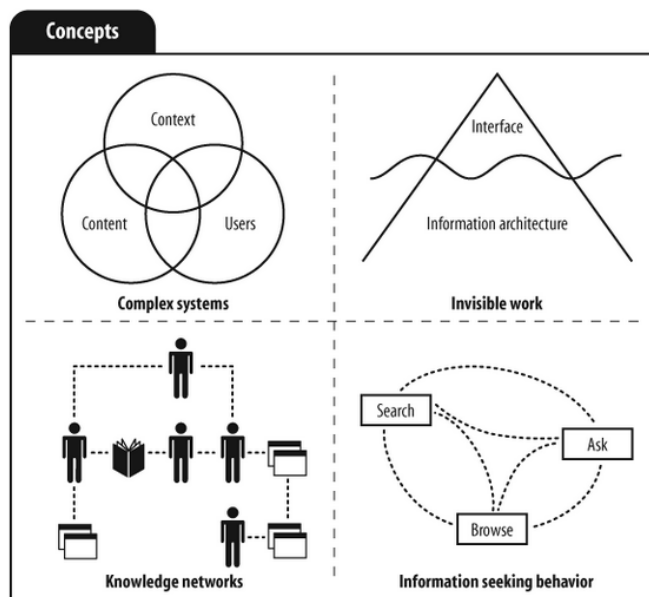 Concepts
Context
Content
Users
Complex systems
Interface
Information architecture
Invisible work
Knowledge networks
Search
Ask
Browse
Information seeking behavior